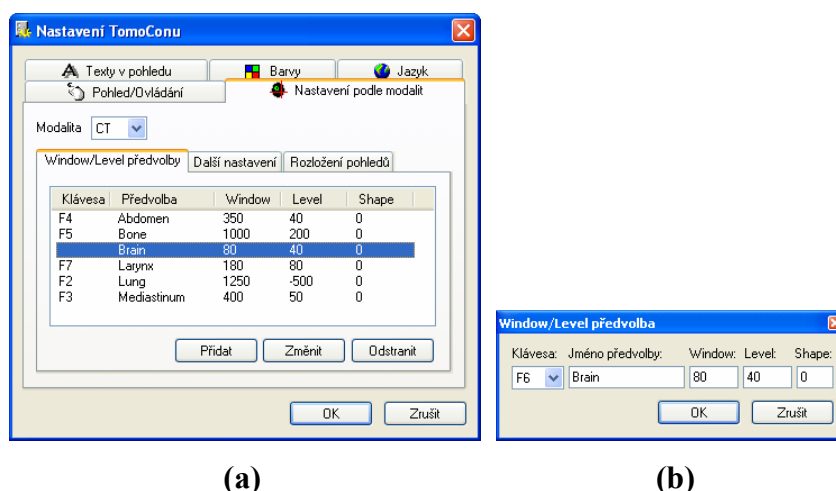 Nastavení TomoConu
Texty v pohledu Barvy Jazyk
Pohled/Ovládání Nastavení podle modalit
Modalita CT
Window/Level předvolby Další nastavení Rozložení pohledů
Klávesa Předvolba Window Level Shape
F4 Abdomen 350 40 0
F5 Bone 1000 200 0
Brain 80 40 0
F7 Larynx 180 80 0
F2 Lung 1250 -500 0
F3 Mediastinum 400 50 0
Přidat Změnit Odstranit
OK Zrušit
(a)
Window/Level předvolba
Klávesa: Jméno předvolby: Window: Level: Shape:
F6 Brain 80 40 0
OK Zrušit
(b)